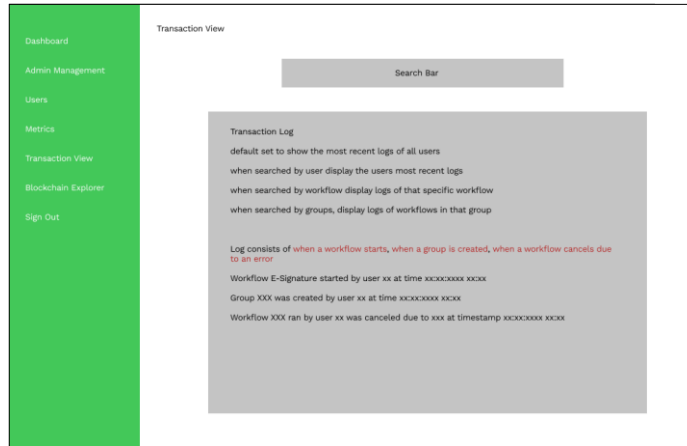 Dashboard
Admin Management
Users
Metrics
Transaction View
Blockchain Explorer
Sign Out
Transaction View
Search Bar
Transaction Log
default set to show the most recent logs of all users
when searched by user display the users most recent logs
when searched by workflow display logs of that specific workflow
when searched by groups, display logs of workflows in that group
Log consists of when a workflow starts, when a group is created, when a workflow cancels due
to an error
Workflow E-Signature started by user xx at time xx:xx:xxxx xx:xx
Group XXX was created by user xx at time xx:xx:xxxx xx:xx
Workflow XXX ran by user xx was canceled due to xxx at timestamp xx:xx:xxxx xx:xx